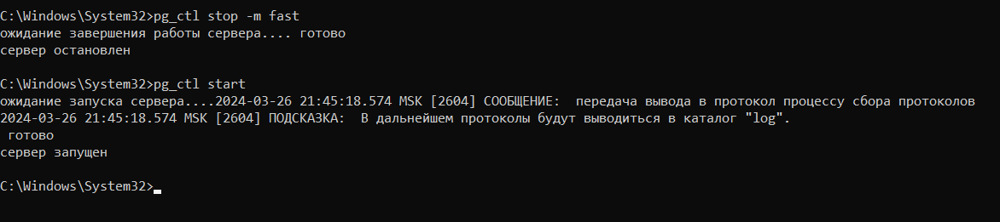 C:\Windows\System32>pg_ctl stop -m fast
ожидание завершения работы сервера.... готово
сервер остановлен
C:\Windows\System32>pg_ctl start
ожидание запуска сервера....2024-03-26 21:45:18.574 MSK [2604] СООБЩЕНИЕ:  передача вывода в протокол процессу сбора протоколов
2024-03-26 21:45:18.574 MSK [2604] ПОДСКАЗКА:  В дальнейшем протоколы будут выводиться в каталог "log".
 готово
сервер запущен
C:\Windows\System32>